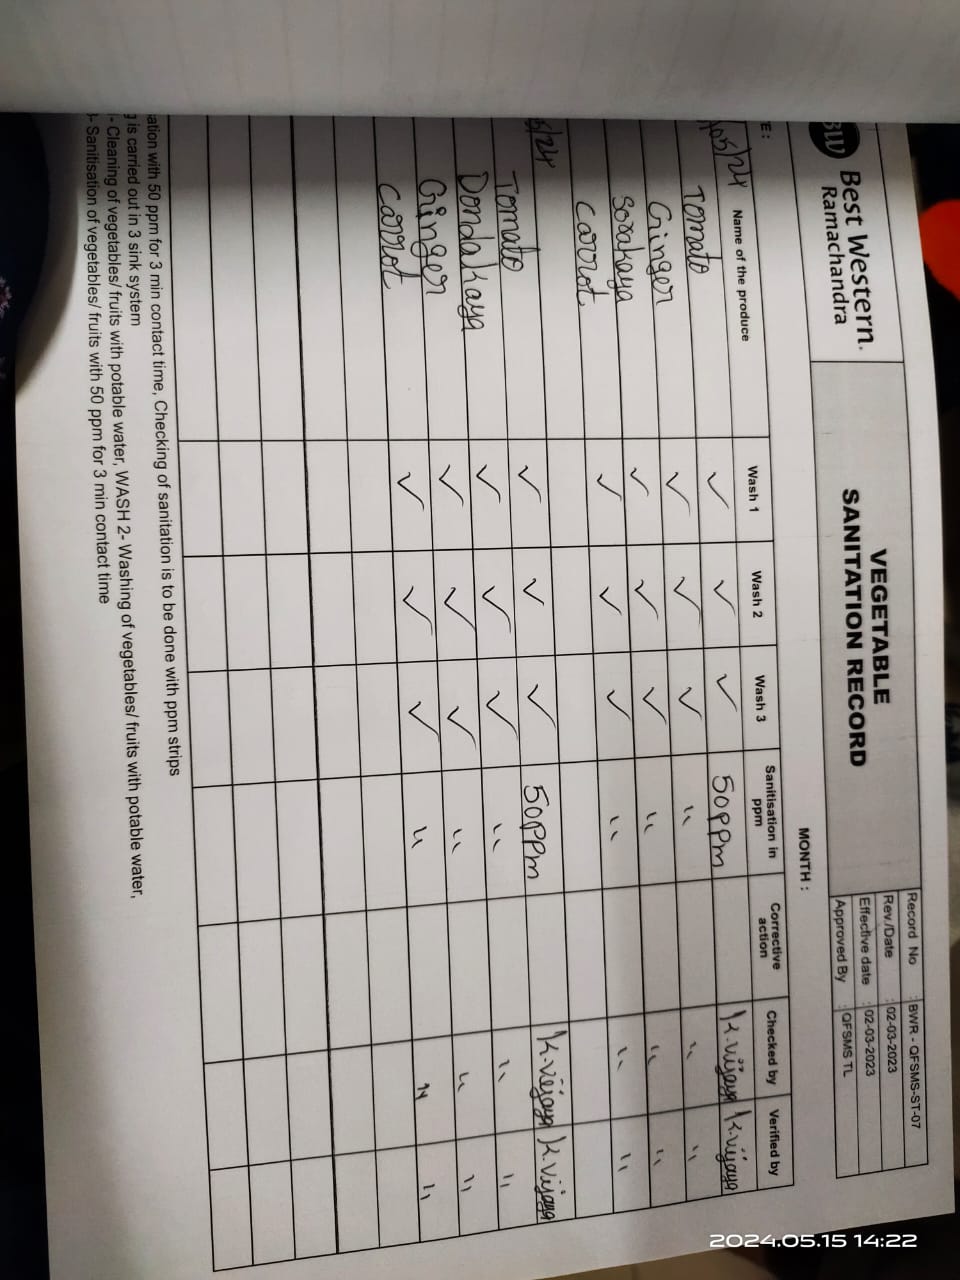 BW Best Western.
Ramachandra
VEGETABLE
SANITATION RECORD
Record No : BWR - QFSMS-ST-07
Rev./Date : 02-03-2023
Effective date : 02-03-2023
Approved By : QFSMS TL
MONTH :
Name of the produce Wash 1 Wash 2 Wash 3 Sanitisation in ppm Corrective action Checked by Verified by
05/24 Tomato ✓ ✓ ✓ 50ppm K.vijaya K.vijaya
Ginger ✓ ✓ ✓ " " "
Sorakaya ✓ ✓ ✓ " " "
Carrot. ✓ ✓ ✓ " " "
5/24
Tomato ✓ ✓ ✓ 50ppm K.vijaya K.vijaya
Dondakaya ✓ ✓ ✓ " " "
Ginger ✓ ✓ ✓ " " "
Carrot ✓ ✓ ✓ " " "
with 50 ppm for 3 min contact time, Checking of sanitation is to be done with ppm strips
is carried out in 3 sink system
- Cleaning of vegetables/ fruits with potable water, WASH 2- Washing of vegetables/ fruits with potable water,
- Sanitisation of vegetables/ fruits with 50 ppm for 3 min contact time
2024.05.15 14:22